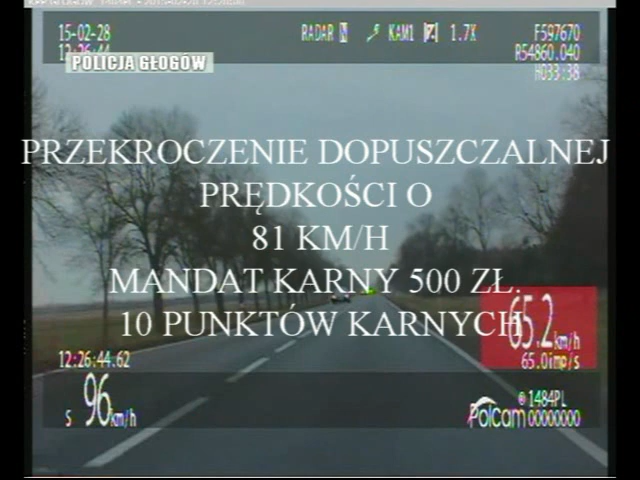 15-02-28
RADAR N
KAM1
1.7X
F597670
12:26:44
R54860.040
POLICJA GŁOGÓW
H033:38
PRZEKROCZENIE DOPUSZCZALNEJ
PRĘDKOŚCI O
81 KM/H
MANDAT KARNY 500 ZŁ.
10 PUNKTÓW KARNYCH
65.2 km/h
65.0imp/s
12:26:44.62
S 96 km/h
1484PL
Polcam 00000000